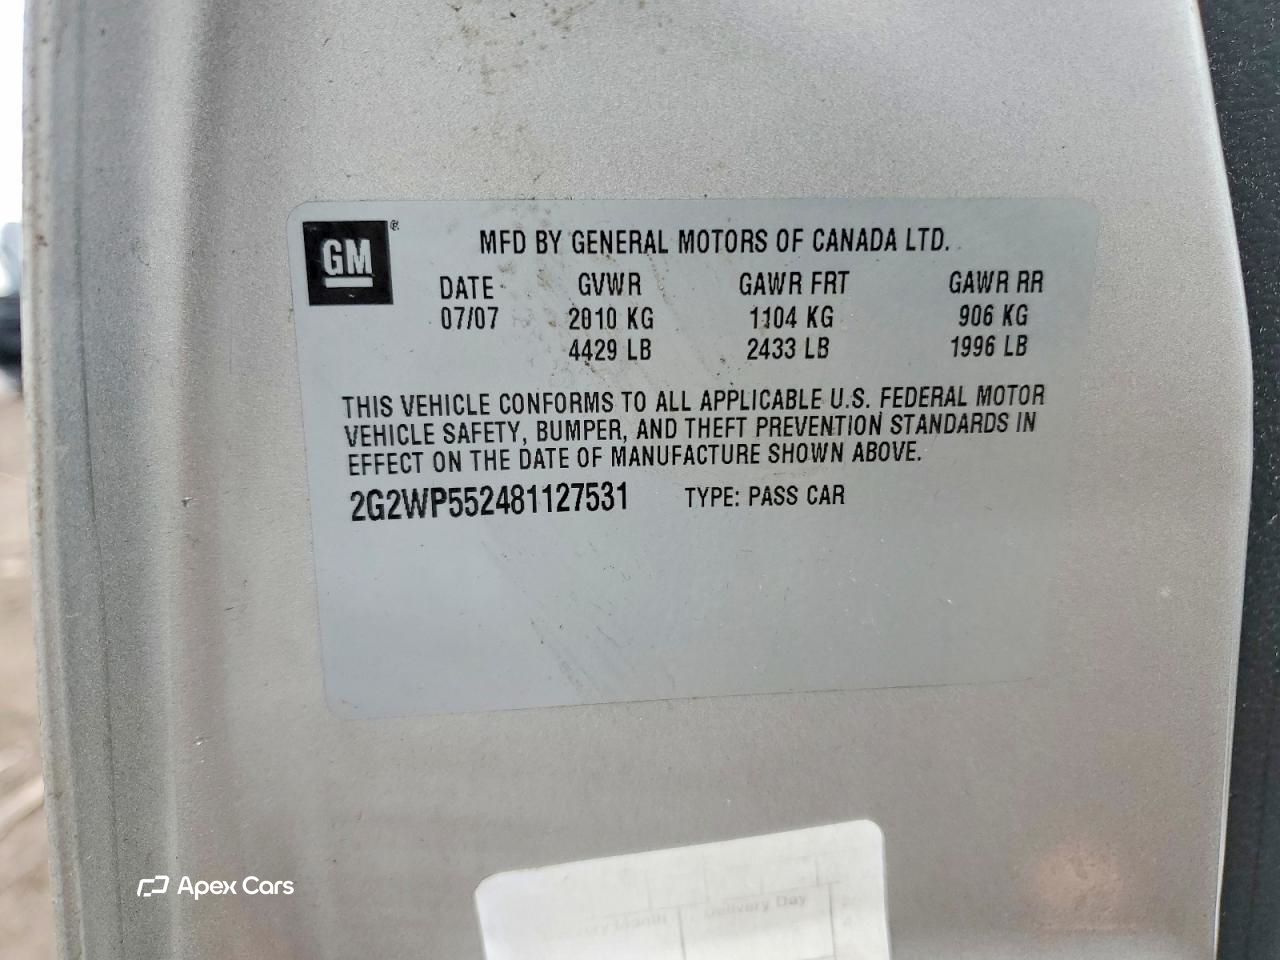 GM
MFD BY GENERAL MOTORS OF CANADA LTD.
DATE GVWR GAWR FRT GAWR RR
07/07 2010 KG 1104 KG 906 KG
4429 LB 2433 LB 1996 LB
THIS VEHICLE CONFORMS TO ALL APPLICABLE U.S. FEDERAL MOTOR
VEHICLE SAFETY, BUMPER, AND THEFT PREVENTION STANDARDS IN
EFFECT ON THE DATE OF MANUFACTURE SHOWN ABOVE.
2G2WP552481127531 TYPE: PASS CAR
Delivery Day
Month
Apex Cars